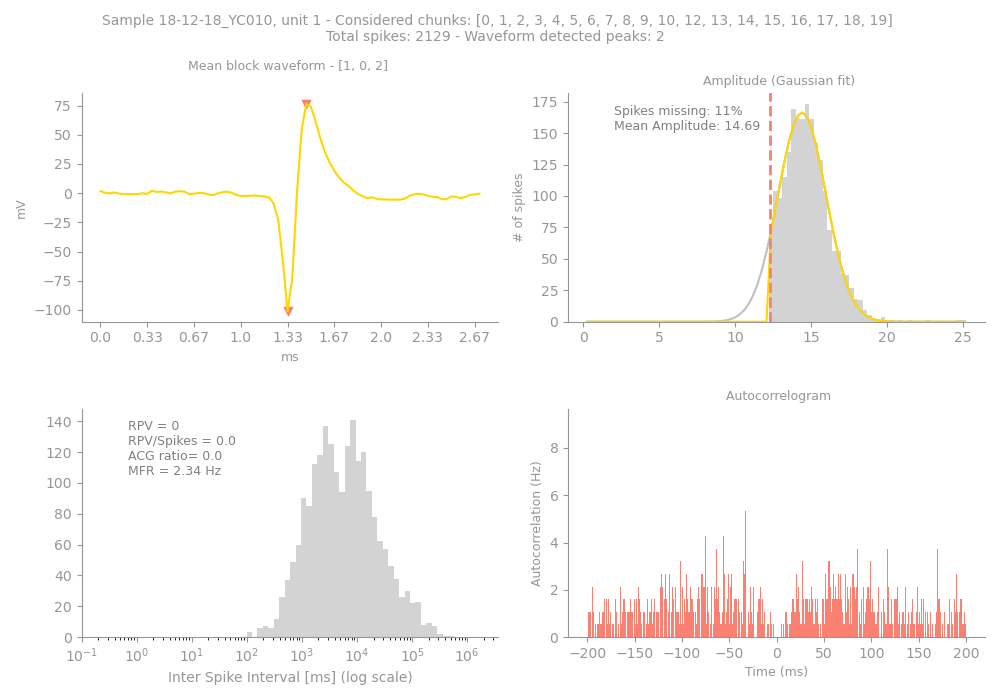 Sample 18-12-18_YC010, unit 1 - Considered chunks: [0, 1, 2, 3, 4, 5, 6, 7, 8, 9, 10, 12, 13, 14, 15, 16, 17, 18, 19]
Total spikes: 2129 - Waveform detected peaks: 2
Mean block waveform - [1, 0, 2]
75
50
25
0
−25
−50
−75
−100
mV
0.0 0.33 0.67 1.0 1.33 1.67 2.0 2.33 2.67
ms
Amplitude (Gaussian fit)
Spikes missing: 11%
Mean Amplitude: 14.69
175
150
125
100
75
50
25
0
# of spikes
0 5 10 15 20 25
RPV = 0
RPV/Spikes = 0.0
ACG ratio= 0.0
MFR = 2.34 Hz
140
120
100
80
60
40
20
0
10⁻¹ 10⁰ 10¹ 10² 10³ 10⁴ 10⁵ 10⁶
Inter Spike Interval [ms] (log scale)
Autocorrelogram
8
6
4
2
0
Autocorrelation (Hz)
−200 −150 −100 −50 0 50 100 150 200
Time (ms)